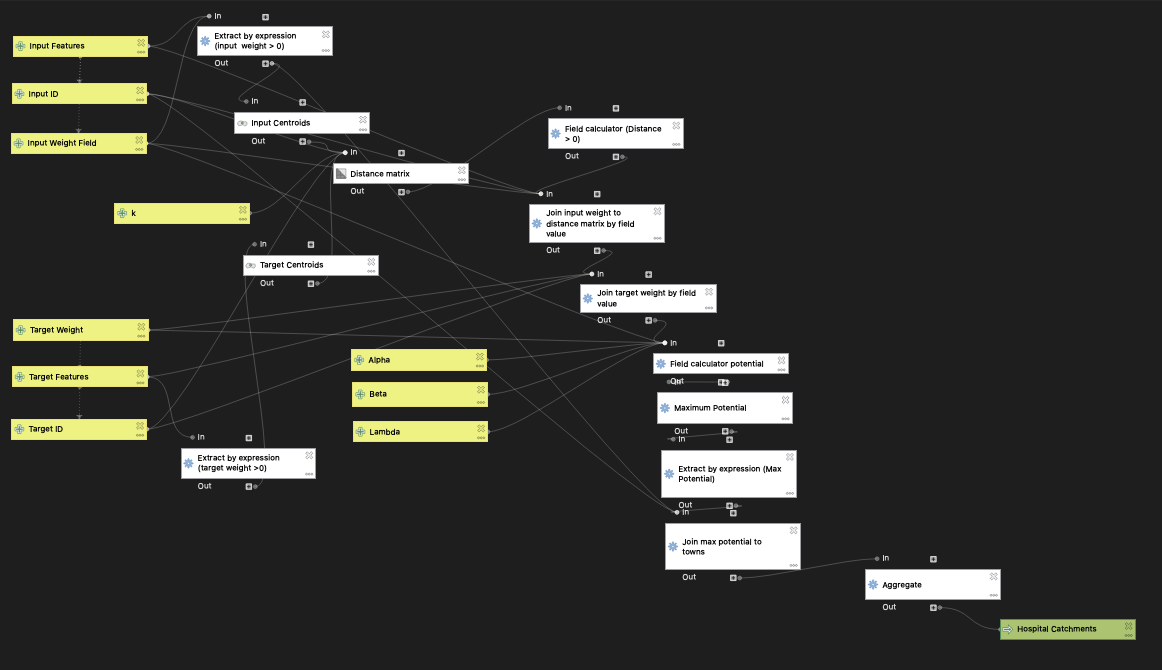 In
Input Features
Extract by expression
(input weight > 0)
Out
Input ID
In
Input Centroids
Out
Input Weight Field
In
Distance matrix
Out
In
Field calculator (Distance
> 0)
Out
k
In
Join input weight to
distance matrix by field
value
Out
In
Target Centroids
Out
In
Join target weight by field
value
Out
Target Weight
Target Features
Target ID
In
Extract by expression
(target weight >0)
Out
Alpha
Beta
Lambda
In
Field calculator potential
Out
In
Maximum Potential
Out
In
Extract by expression (Max
Potential)
Out
In
Join max potential to
towns
Out
In
Aggregate
Out
Hospital Catchments